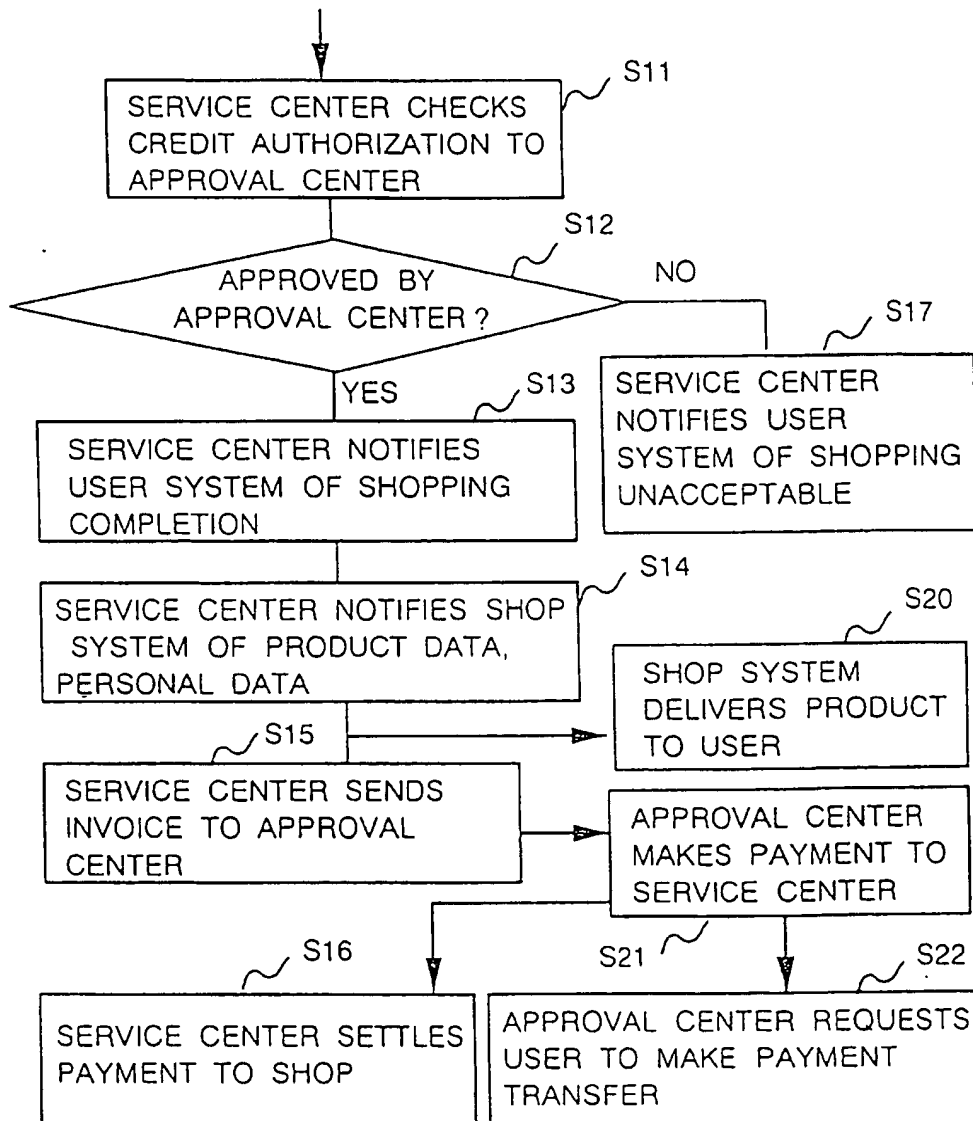 S11
SERVICE CENTER CHECKS
CREDIT AUTHORIZATION TO
APPROVAL CENTER
S12
APPROVED BY
APPROVAL CENTER?
NO
YES
S17
SERVICE CENTER
NOTIFIES USER
SYSTEM OF SHOPPING
UNACCEPTABLE
S13
SERVICE CENTER NOTIFIES
USER SYSTEM OF SHOPPING
COMPLETION
S14
SERVICE CENTER NOTIFIES SHOP
SYSTEM OF PRODUCT DATA,
PERSONAL DATA
S20
SHOP SYSTEM
DELIVERS PRODUCT
TO USER
S15
SERVICE CENTER SENDS
INVOICE TO APPROVAL
CENTER
APPROVAL CENTER
MAKES PAYMENT TO
SERVICE CENTER
S21
S16
SERVICE CENTER SETTLES
PAYMENT TO SHOP
S22
APPROVAL CENTER REQUESTS
USER TO MAKE PAYMENT
TRANSFER